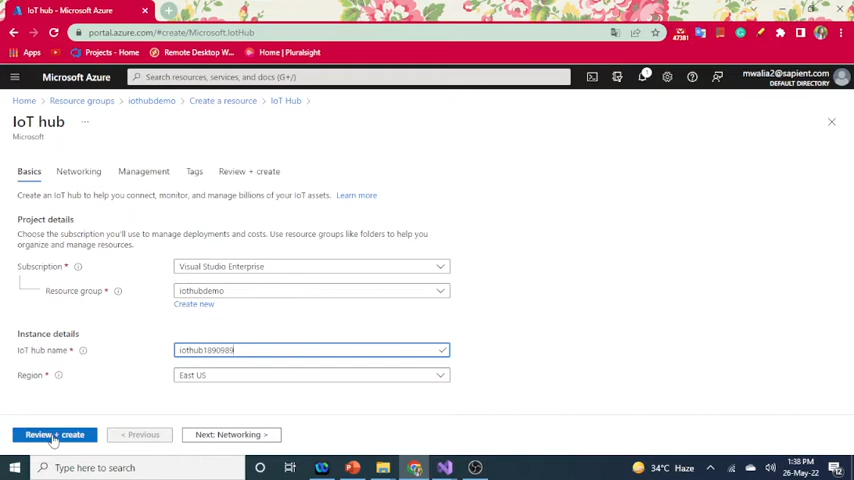 IoT hub - Microsoft Azure
portal.azure.com/#create/Microsoft.IotHub
47381
Apps
Projects - Home
Remote Desktop W...
Home | Pluralsight
Microsoft Azure
Search resources, services, and docs (G+/)
1
mwalia2@sapient.com
DEFAULT DIRECTORY
Home > Resource groups > iothubdemo > Create a resource > IoT Hub >
IoT hub ...
Microsoft
Basics Networking Management Tags Review + create
Create an IoT hub to help you connect, monitor, and manage billions of your IoT assets. Learn more
Project details
Choose the subscription you'll use to manage deployments and costs. Use resource groups like folders to help you
organize and manage resources.
Subscription *
Visual Studio Enterprise
Resource group *
iothubdemo
Create new
Instance details
IoT hub name *
iothub1890989
Region *
East US
Review + create
< Previous
Next: Networking >
Type here to search
34°C Haze
1:38 PM
26-May-22
12